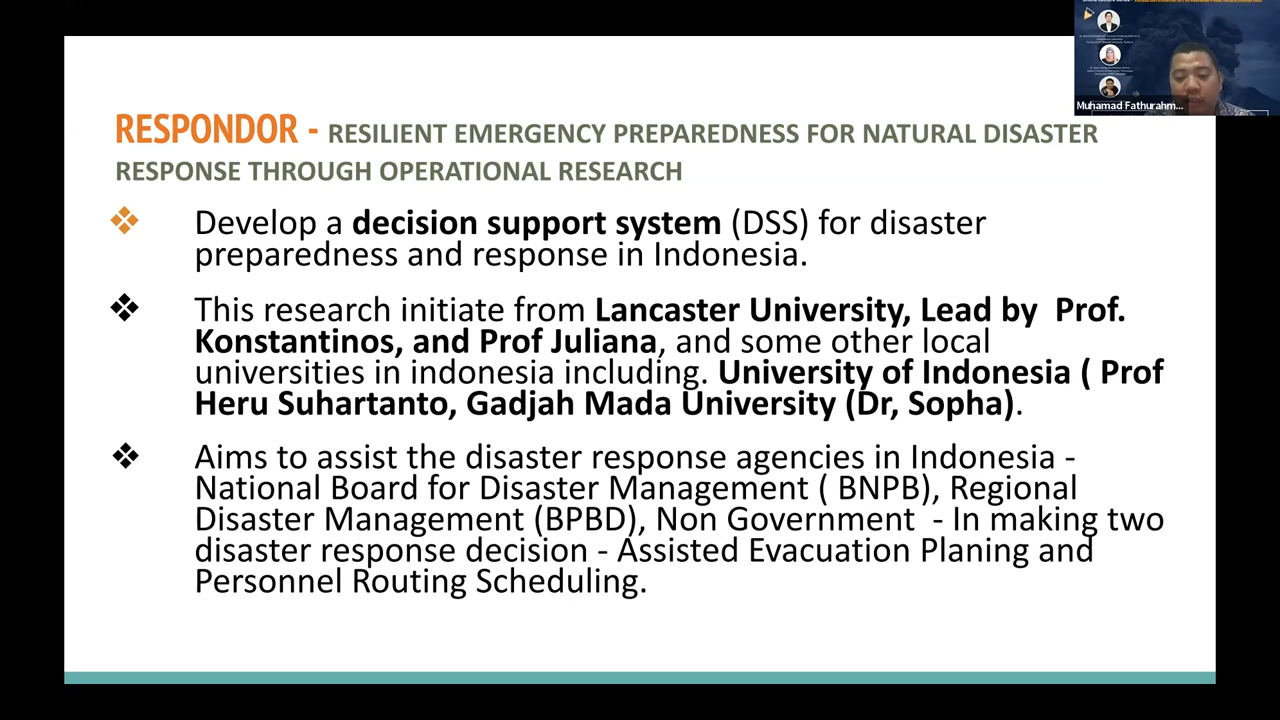 RESPONDOR - RESILIENT EMERGENCY PREPAREDNESS FOR NATURAL DISASTER
RESPONSE THROUGH OPERATIONAL RESEARCH
❖ Develop a decision support system (DSS) for disaster
preparedness and response in Indonesia.
❖ This research initiate from Lancaster University, Lead by Prof.
Konstantinos, and Prof Juliana, and some other local
universities in indonesia including. University of Indonesia ( Prof
Heru Suhartanto, Gadjah Mada University (Dr, Sopha).
❖ Aims to assist the disaster response agencies in Indonesia -
National Board for Disaster Management ( BNPB), Regional
Disaster Management (BPBD), Non Government - In making two
disaster response decision - Assisted Evacuation Planing and
Personnel Routing Scheduling.
Muhamad Fathurahm...